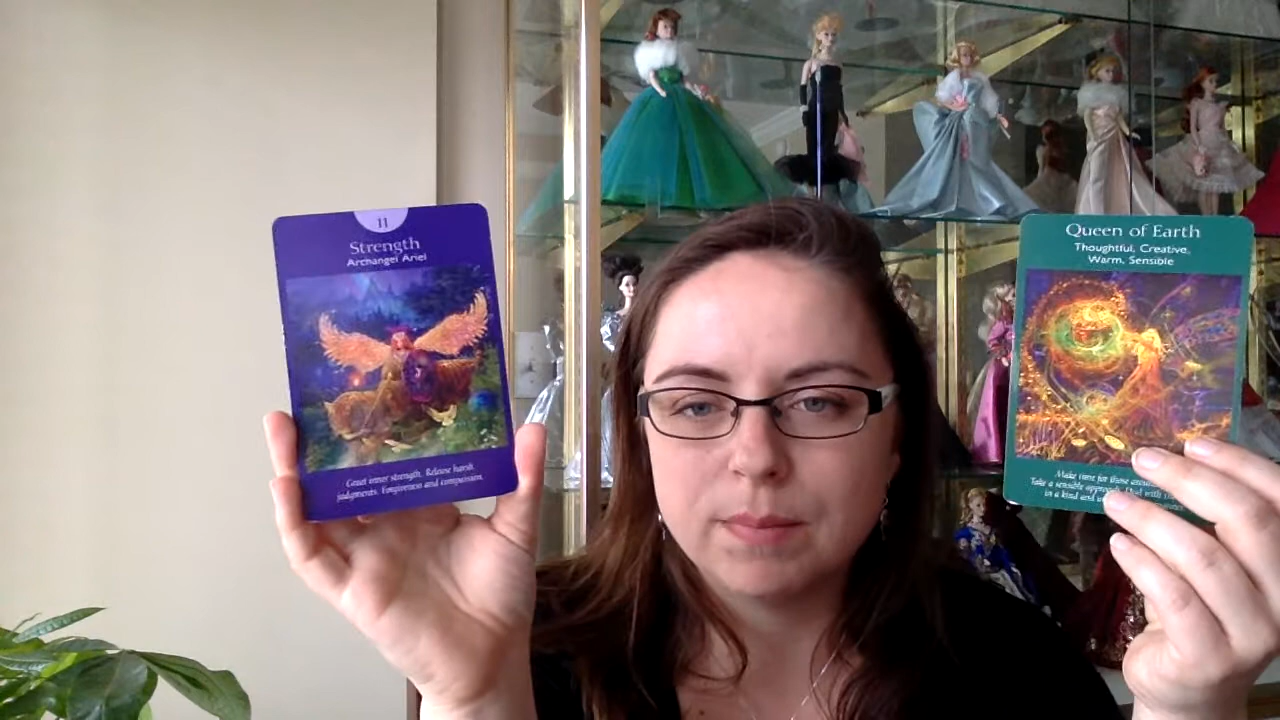 11
Strength
Archangel Ariel
Great inner strength. Release harsh
judgments. Forgiveness and compassion.
Queen of Earth
Thoughtful, Creative,
Warm, Sensible
Make time for those around
Take a sensible approach. Deal with
in a kind and